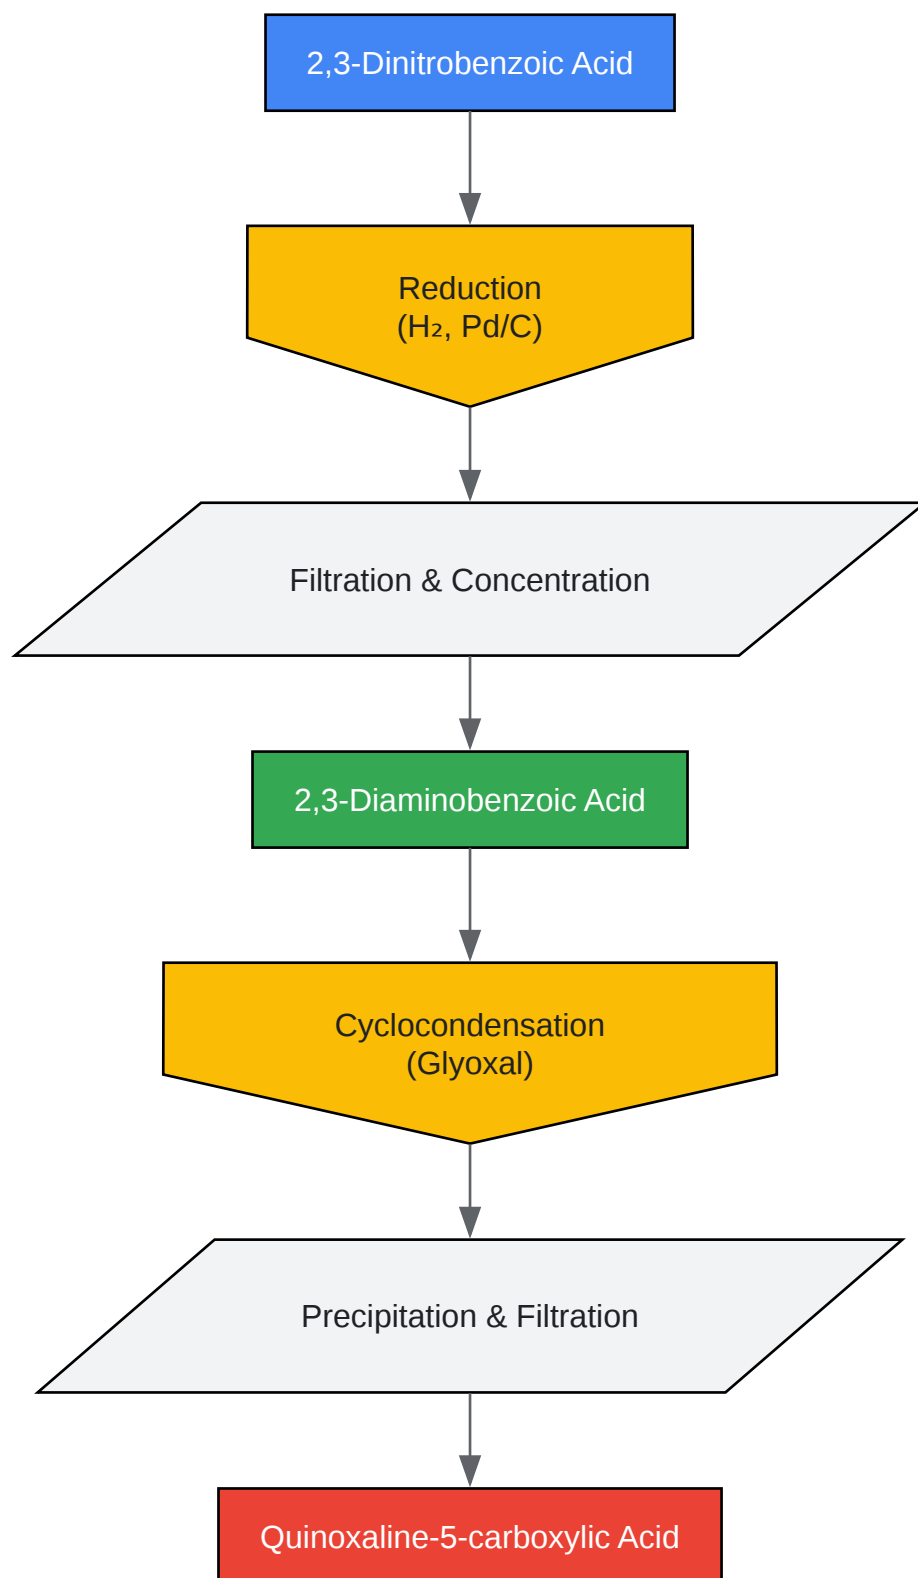 2,3-Dinitrobenzoic Acid
Reduction
(H₂, Pd/C)
Filtration & Concentration
2,3-Diaminobenzoic Acid
Cyclocondensation
(Glyoxal)
Precipitation & Filtration
Quinoxaline-5-carboxylic Acid